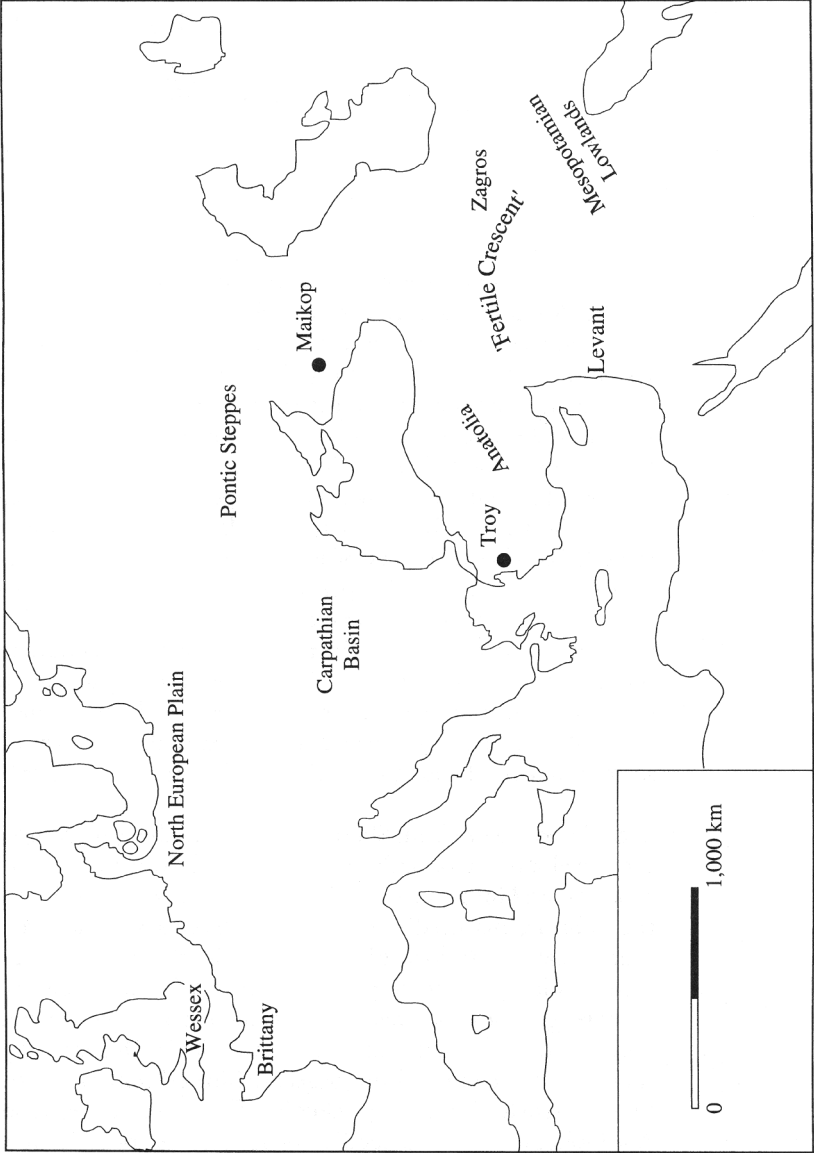 North European Plain
Pontic Steppes
Wessex
Brittany
Carpathian
Basin
Maikop
Troy
Anatolia
'Fertile Crescent'
Zagros
Mesopotamian
Lowlands
Levant
0
1,000 km